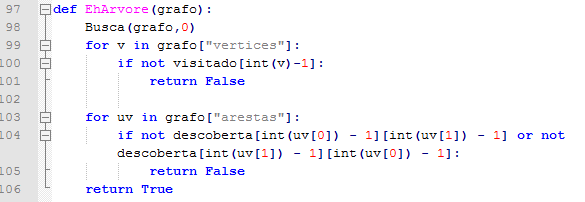 97 def EhArvore(grafo):
98 Busca(grafo,0)
99 for v in grafo["vertices"]:
100 if not visitado[int(v)-1]:
101 return False
102
103 for uv in grafo["arestas"]:
104 if not descoberta[int(uv[0]) - 1][int(uv[1]) - 1] or not
descoberta[int(uv[1]) - 1][int(uv[0]) - 1]:
105 return False
106 return True